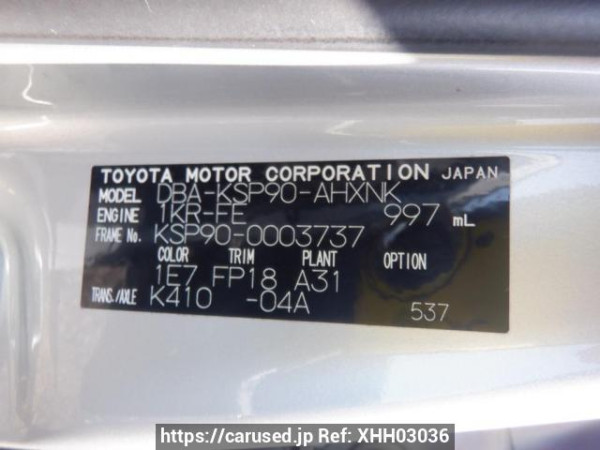 TOYOTA MOTOR CORPORATION JAPAN
MODEL DBA-KSP90-AHXNK
ENGINE 1KR-FE 997 mL
FRAME No. KSP90-0003737
COLOR TRIM PLANT OPTION
1E7 FP18 A31
TRANS./AXLE K410 -04A
537
https://carused.jp Ref: XHH03036